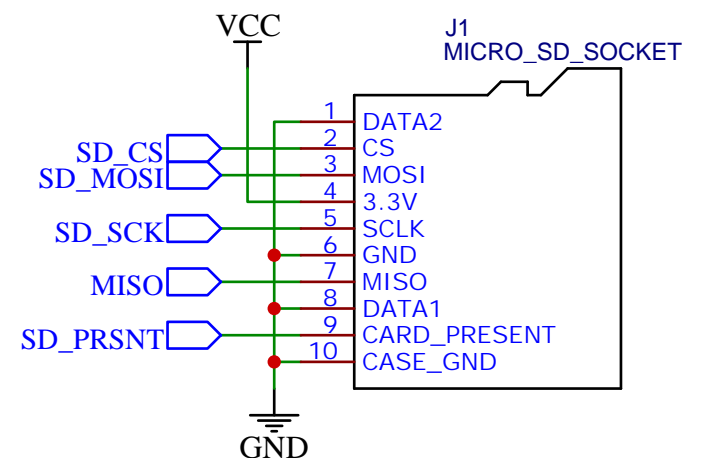 VCC
J1
MICRO_SD_SOCKET
1 DATA2
SD_CS 2 CS
SD_MOSI 3 MOSI
4 3.3V
SD_SCK 5 SCLK
6 GND
MISO 7 MISO
8 DATA1
SD_PRSNT 9 CARD_PRESENT
10 CASE_GND
GND